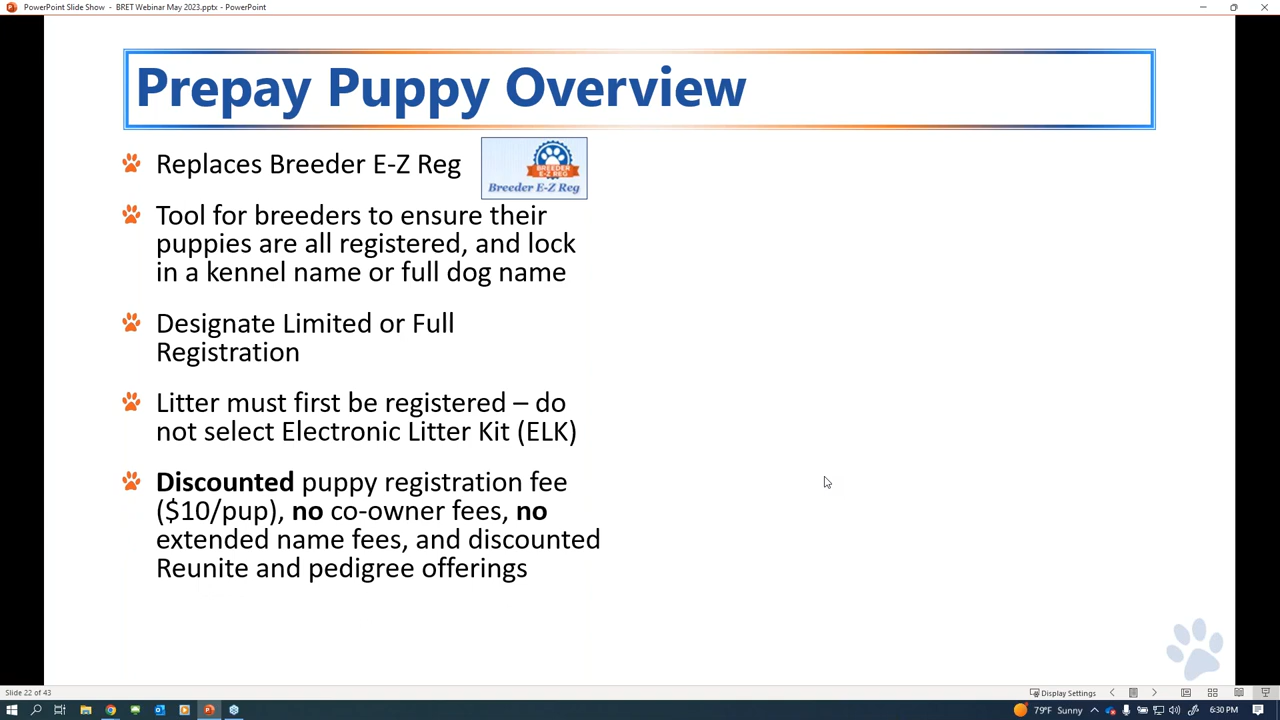 PowerPoint Slide Show - BRET Webinar May 2023.pptx - PowerPoint
Prepay Puppy Overview
Replaces Breeder E-Z Reg
BREEDER
E-Z REG
Breeder E-Z Reg
Tool for breeders to ensure their
puppies are all registered, and lock
in a kennel name or full dog name
Designate Limited or Full
Registration
Litter must first be registered – do
not select Electronic Litter Kit (ELK)
Discounted puppy registration fee
($10/pup), no co-owner fees, no
extended name fees, and discounted
Reunite and pedigree offerings
Slide 22 of 43
Display Settings
79°F Sunny
6:30 PM